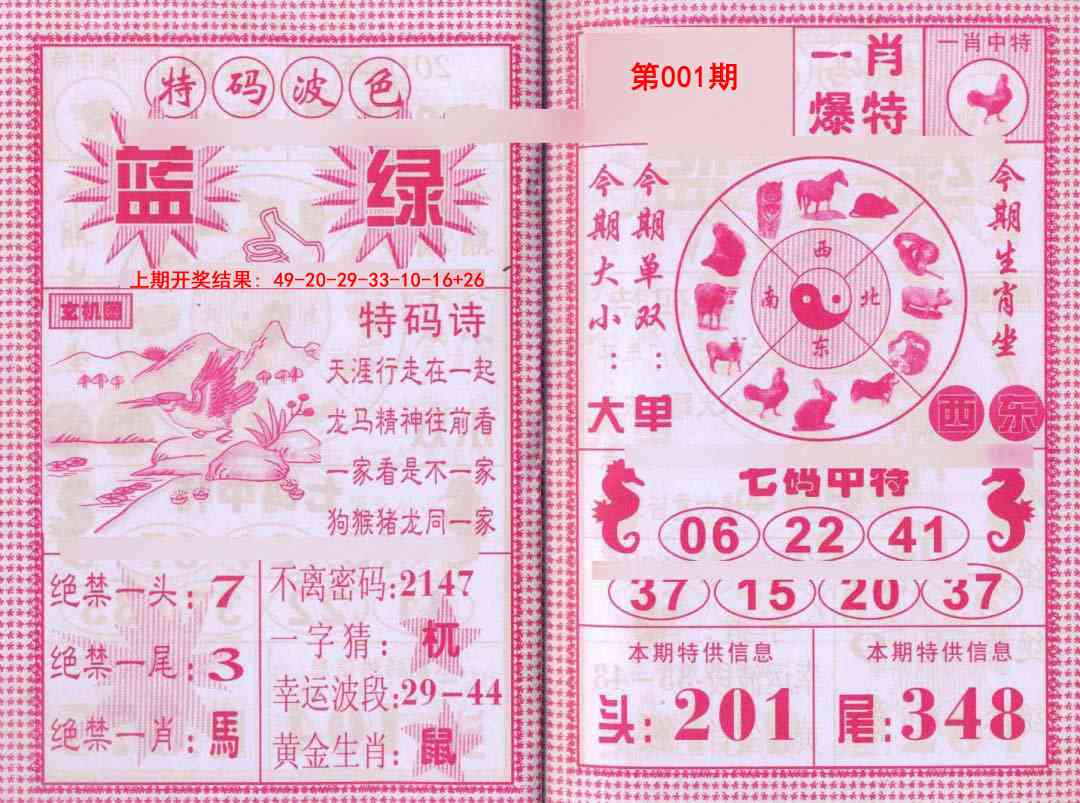 特码波色
蓝 绿
上期开奖结果: 49-20-29-33-10-16+26
玄机图
特码诗
天涯行走在一起
龙马精神往前看
一家看是不一家
狗猴猪龙同一家
绝禁一头:7
绝禁一尾:3
绝禁一肖:馬
不离密码:2147
一字猜:杌
幸运波段:29-44
黄金生肖:鼠
第001期
一肖
爆特
一肖中特
今期大小:大
今期单双:单
西
南 北
东
今期生肖坐
西东
七码中特
06 22 41
37 15 20 37
本期特供信息
头:201
本期特供信息
尾:348